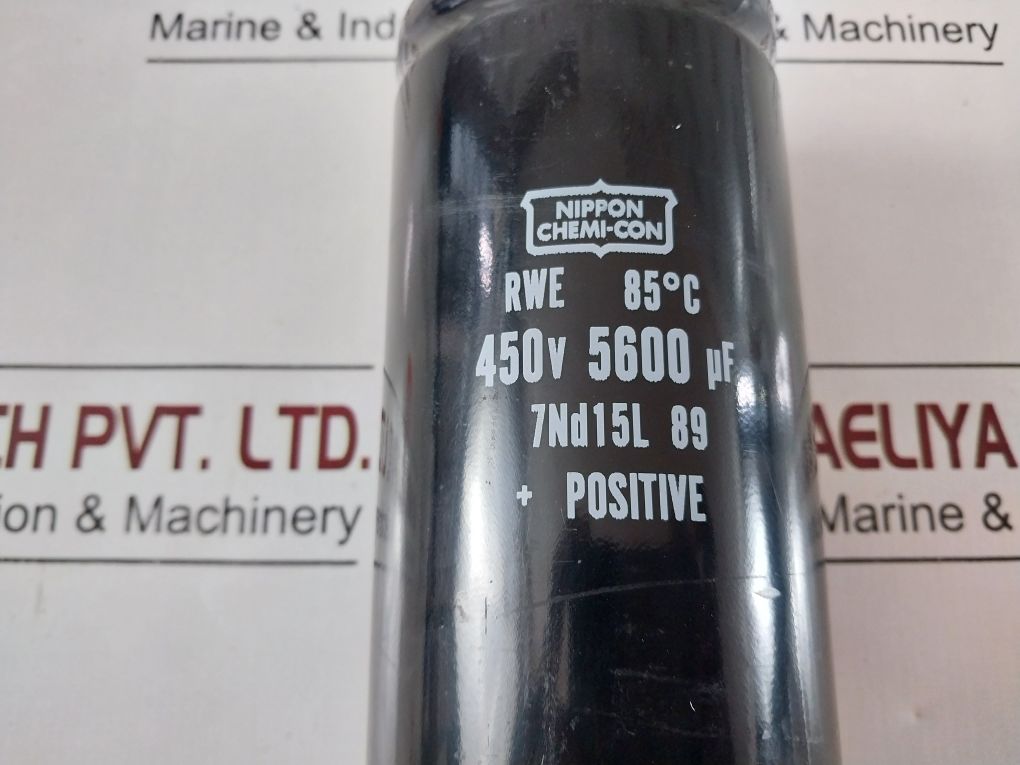 Marine & Ind
& Machinery
NIPPON
CHEMI-CON
RWE 85°C
450V 5600 µF
7Nd15L 89
+ POSITIVE
CH PVT. LTD.
ion & Machinery
AELIYA
Marine &